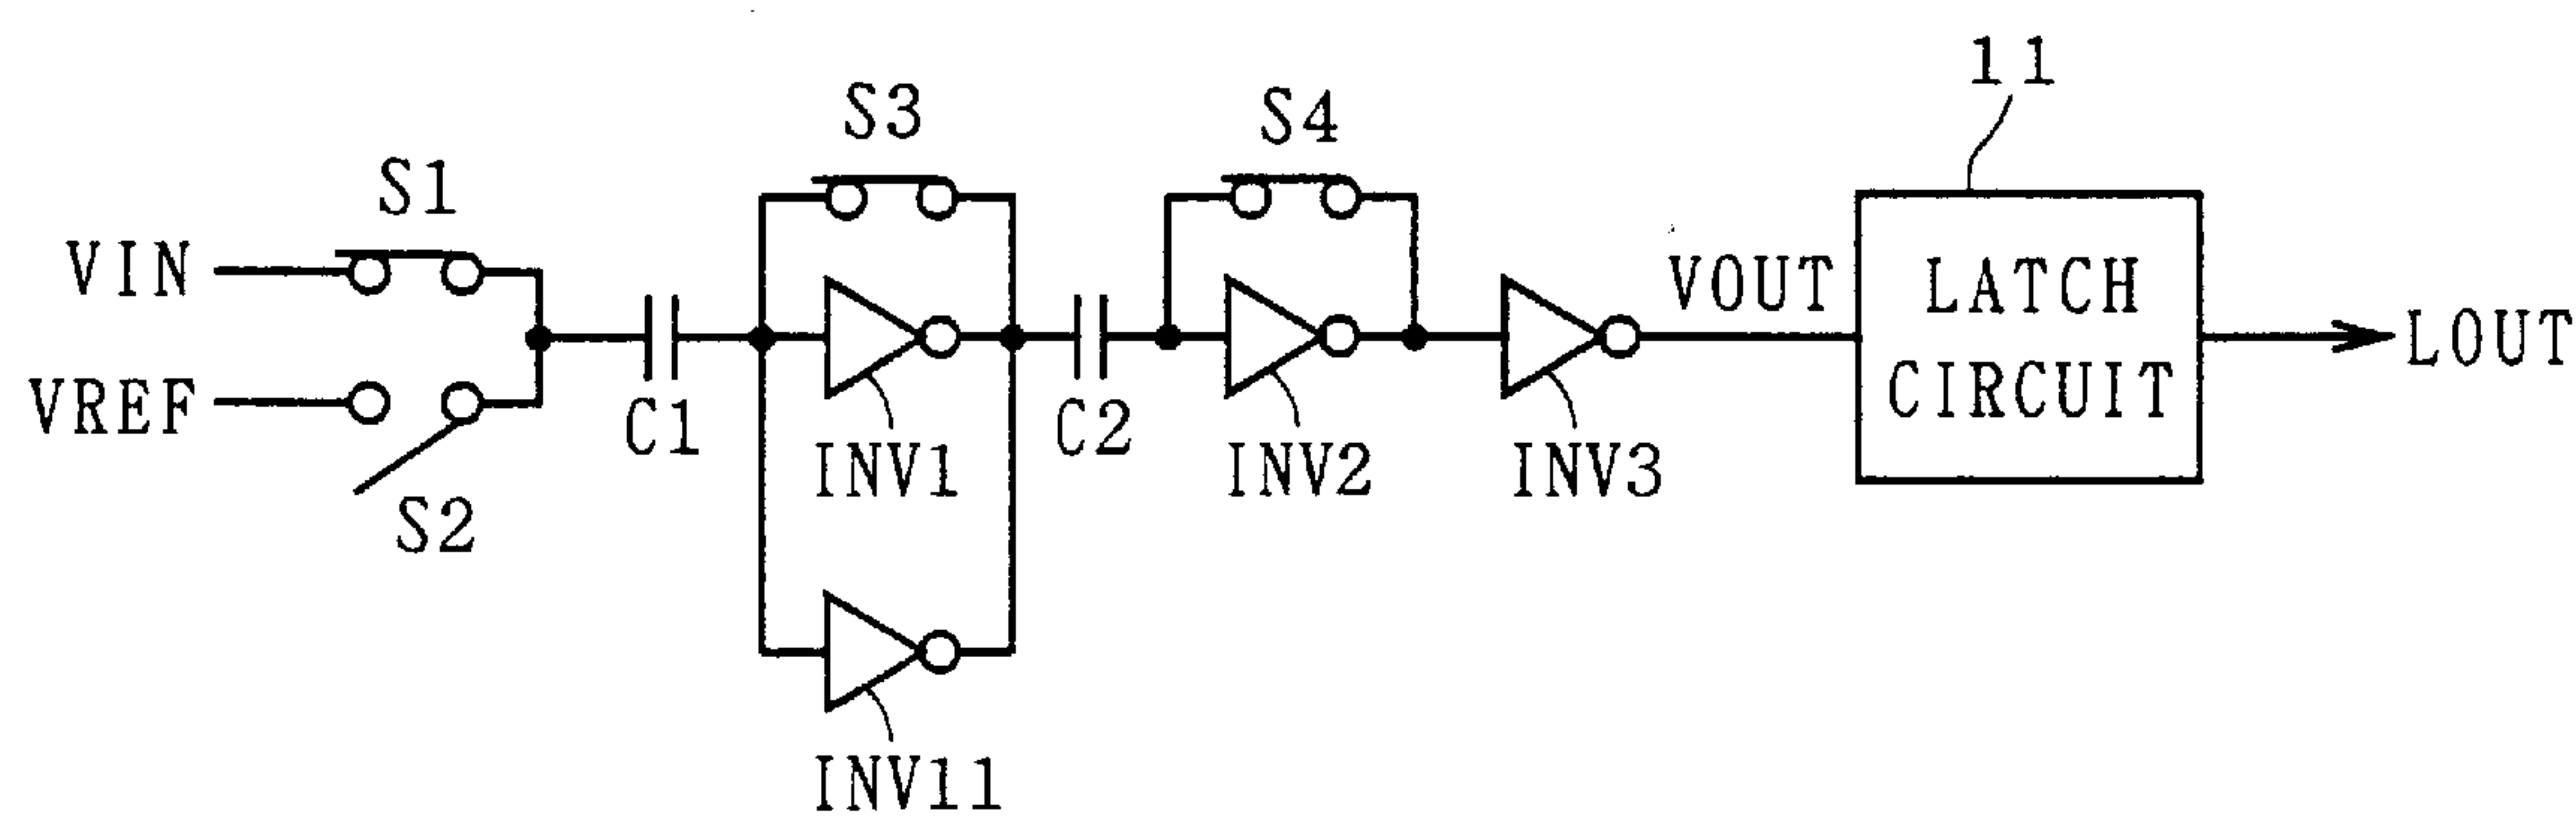 11
S3
S4
S1
VIN
VOUT
LATCH
CIRCUIT
LOUT
VREF
C1
C2
INV1
INV2
INV3
S2
INV11